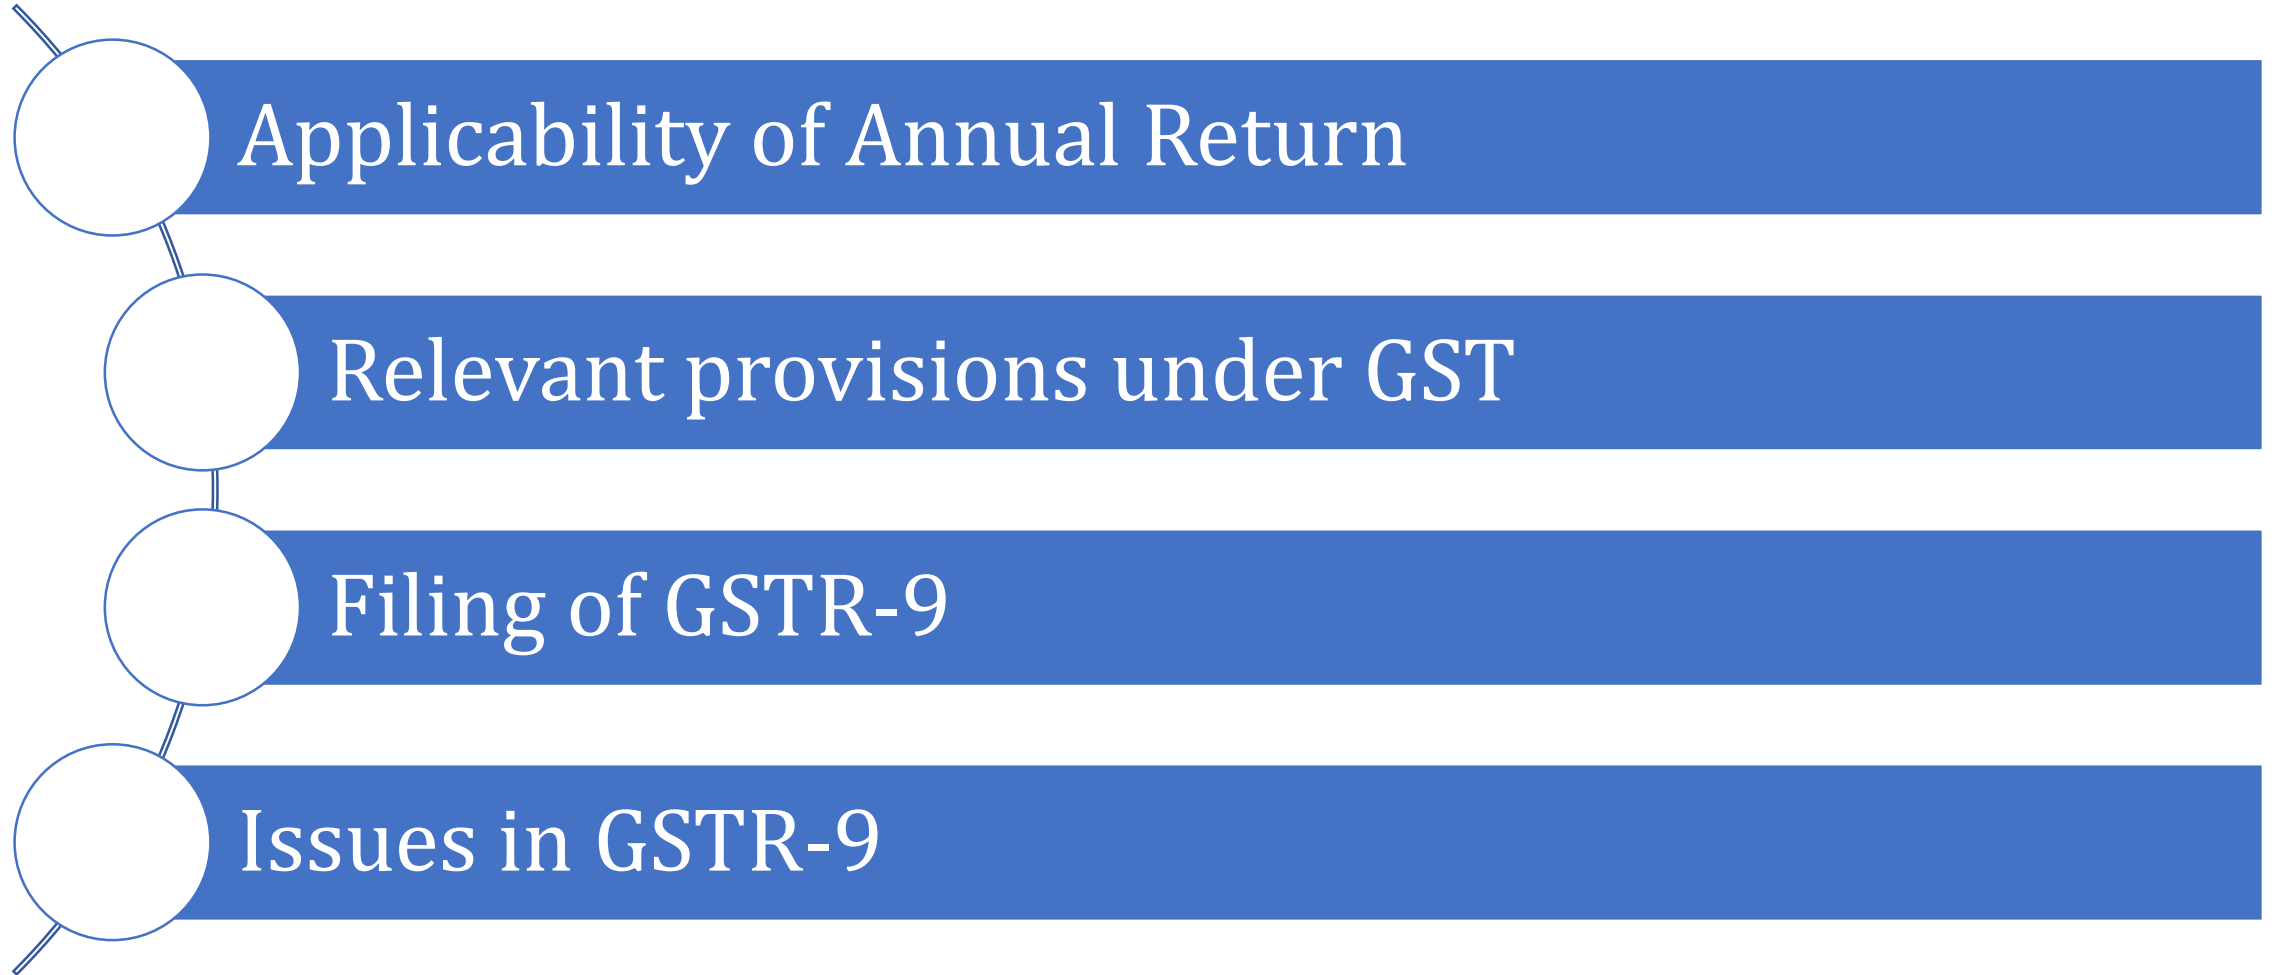 Applicability of Annual Return
Relevant provisions under GST
Filing of GSTR-9
Issues in GSTR-9